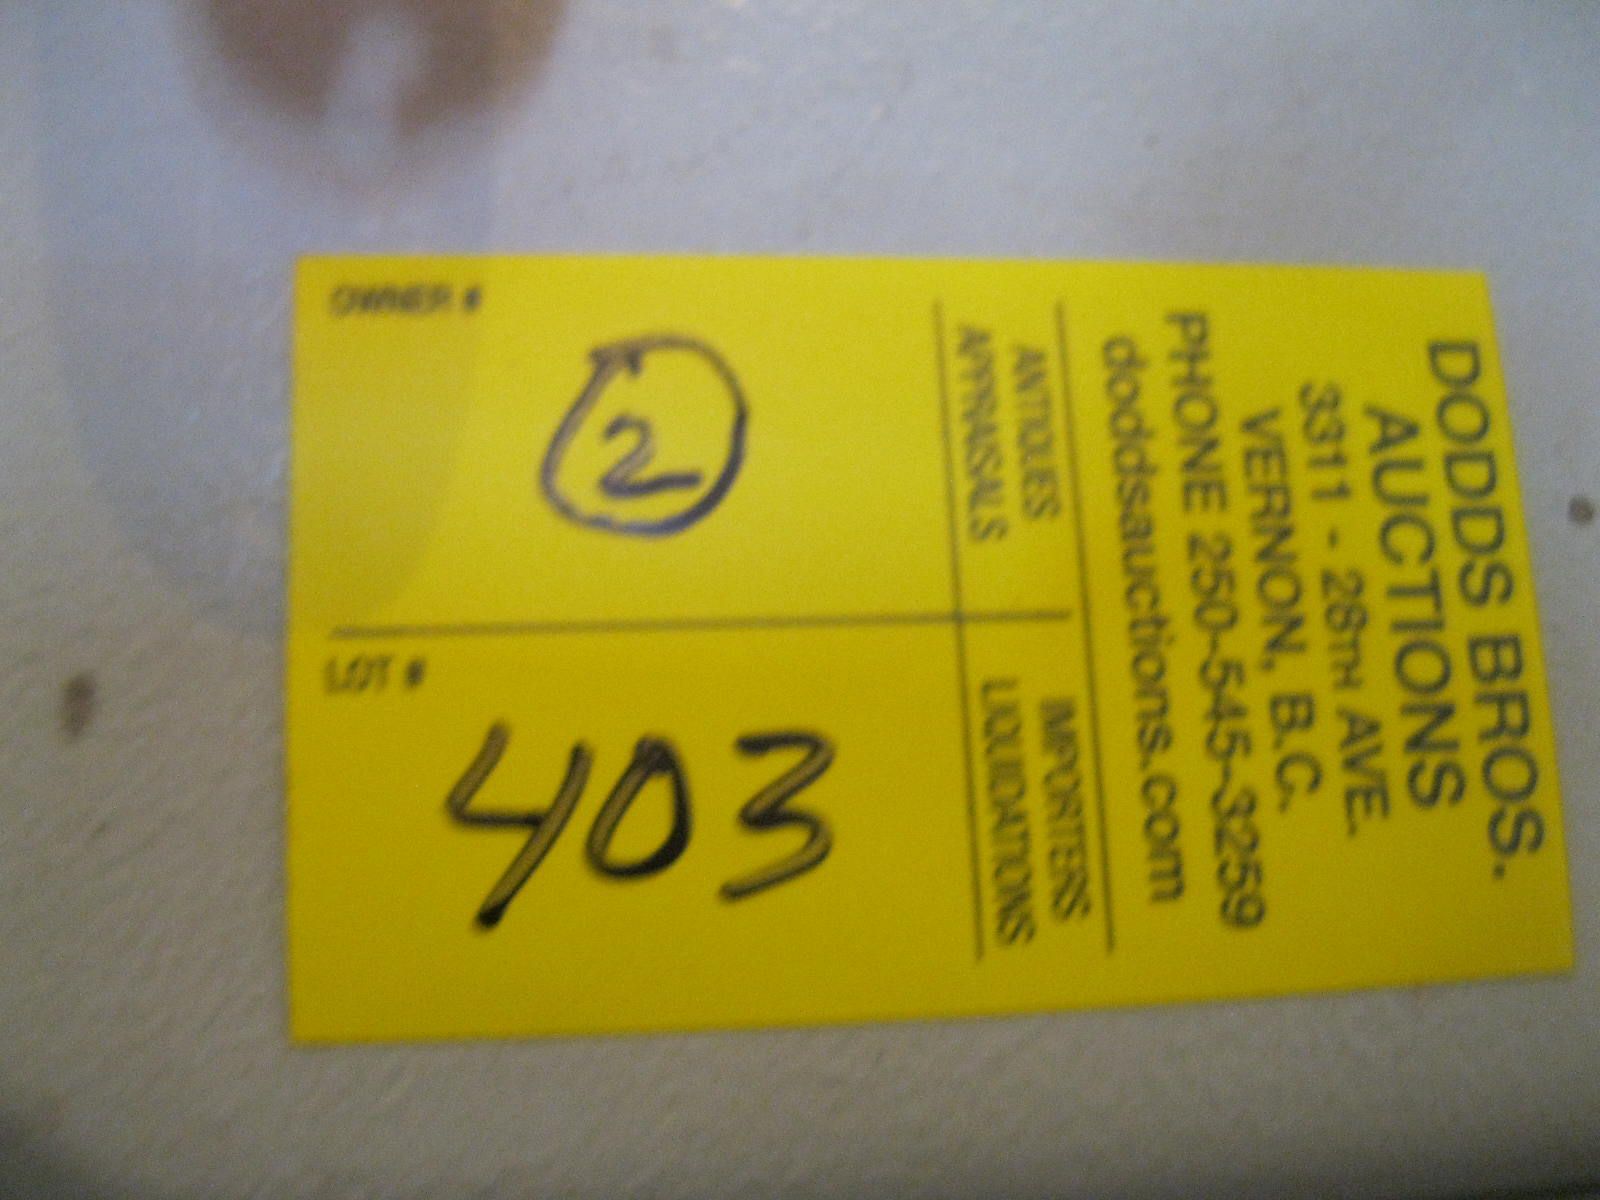 DODDS BROS.
AUCTIONS
3311 - 28TH AVE.
VERNON, B.C.
PHONE 250-545-3259
doddsauctions.com
ANTIQUES
APPRAISALS
IMPORTERS
LIQUIDATIONS
OWNER #
2
LOT #
403